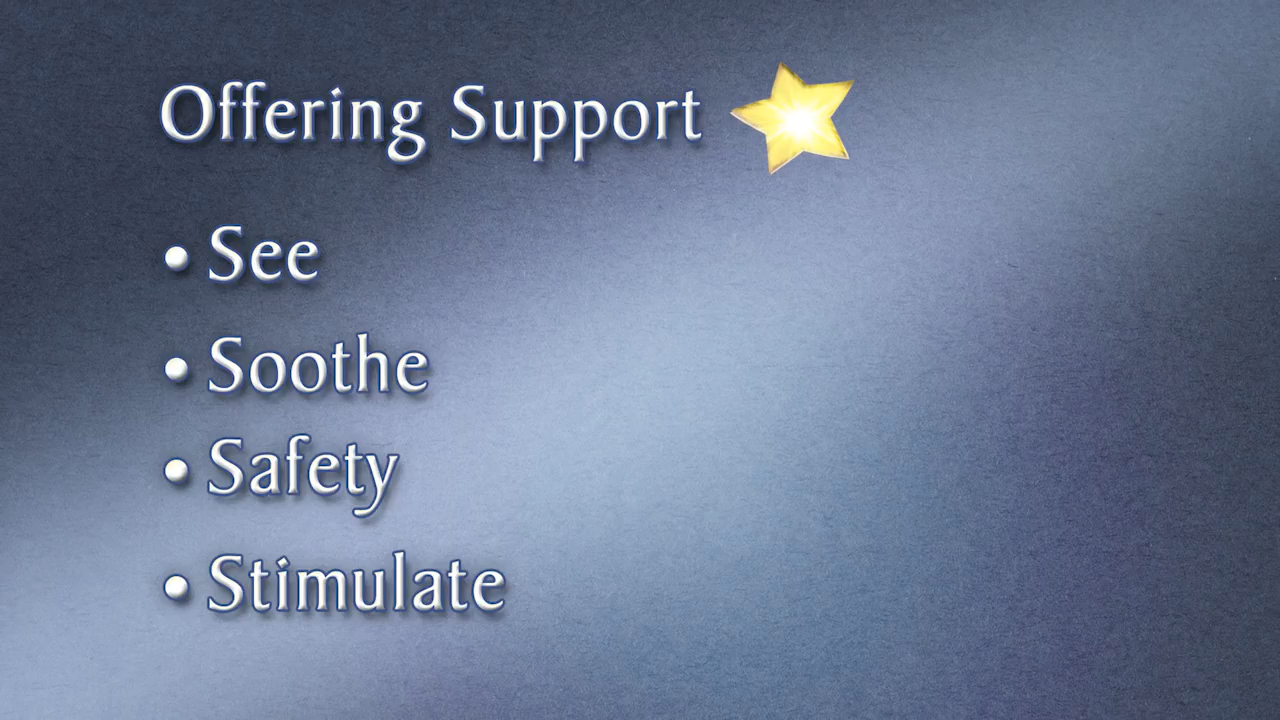 Offering Support
• See
• Soothe
• Safety
• Stimulate